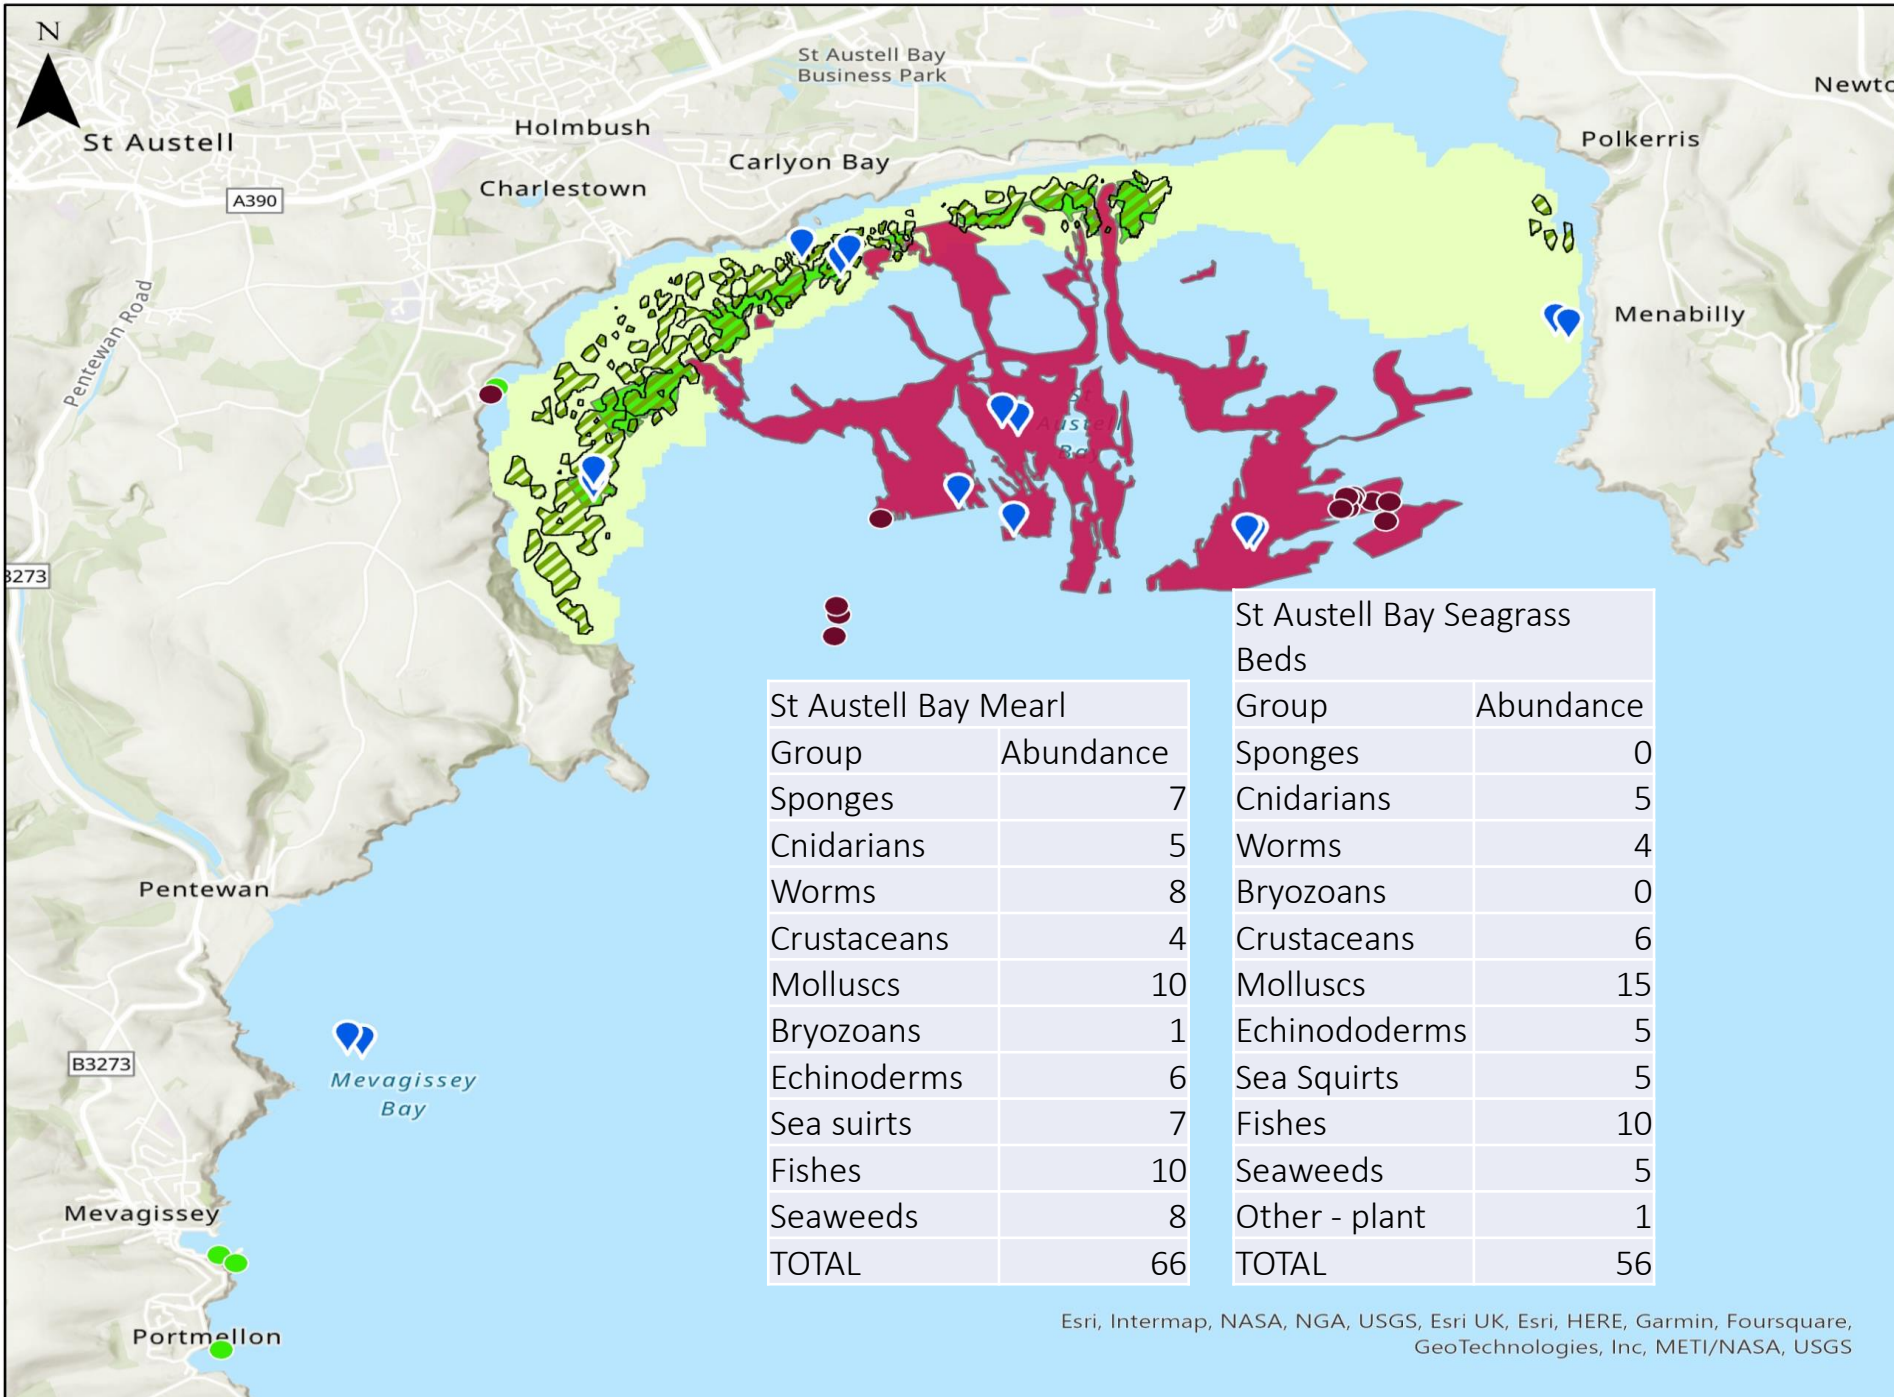 N
St Austell Bay
Business Park
Newto
Holmbush
St Austell
Polkerris
Carlyon Bay
Charlestown
A390
Pentewan Road
Menabilly
St
Austell
Bay
3273
Pentewan
B3273
Mevagissey
Bay
Mevagissey
Portmellon
St Austell Bay Mearl
Group Abundance
Sponges 7
Cnidarians 5
Worms 8
Crustaceans 4
Molluscs 10
Bryozoans 1
Echinoderms 6
Sea suirts 7
Fishes 10
Seaweeds 8
TOTAL 66
St Austell Bay Seagrass
Beds
Group Abundance
Sponges 0
Cnidarians 5
Worms 4
Bryozoans 0
Crustaceans 6
Molluscs 15
Echinododerms 5
Sea Squirts 5
Fishes 10
Seaweeds 5
Other - plant 1
TOTAL 56
Esri, Intermap, NASA, NGA, USGS, Esri UK, Esri, HERE, Garmin, Foursquare,
GeoTechnologies, Inc, METI/NASA, USGS